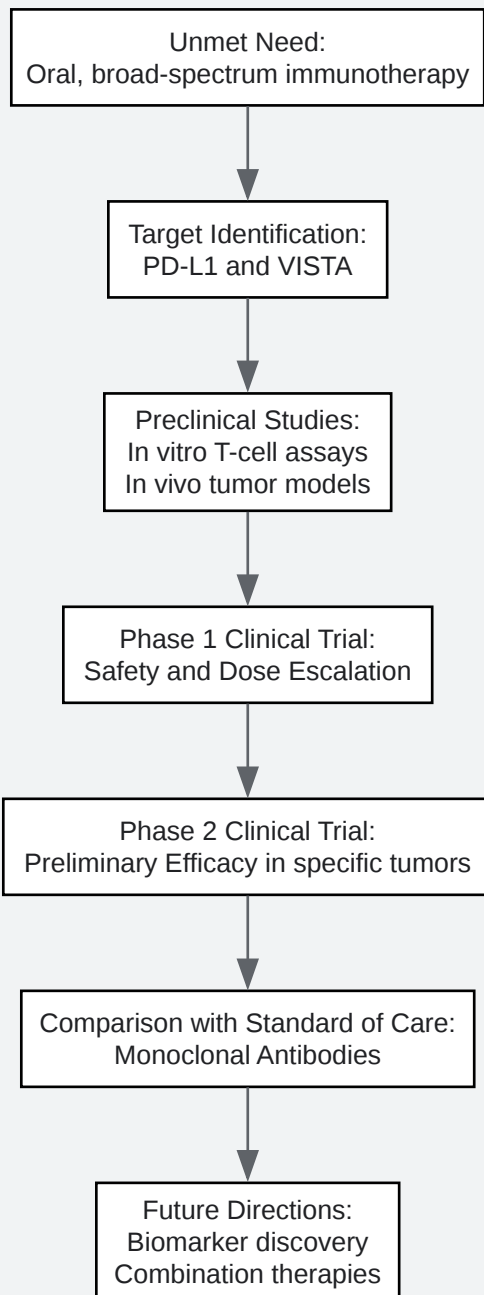 Unmet Need:
Oral, broad-spectrum immunotherapy
Target Identification:
PD-L1 and VISTA
Preclinical Studies:
In vitro T-cell assays
In vivo tumor models
Phase 1 Clinical Trial:
Safety and Dose Escalation
Phase 2 Clinical Trial:
Preliminary Efficacy in specific tumors
Comparison with Standard of Care:
Monoclonal Antibodies
Future Directions:
Biomarker discovery
Combination therapies